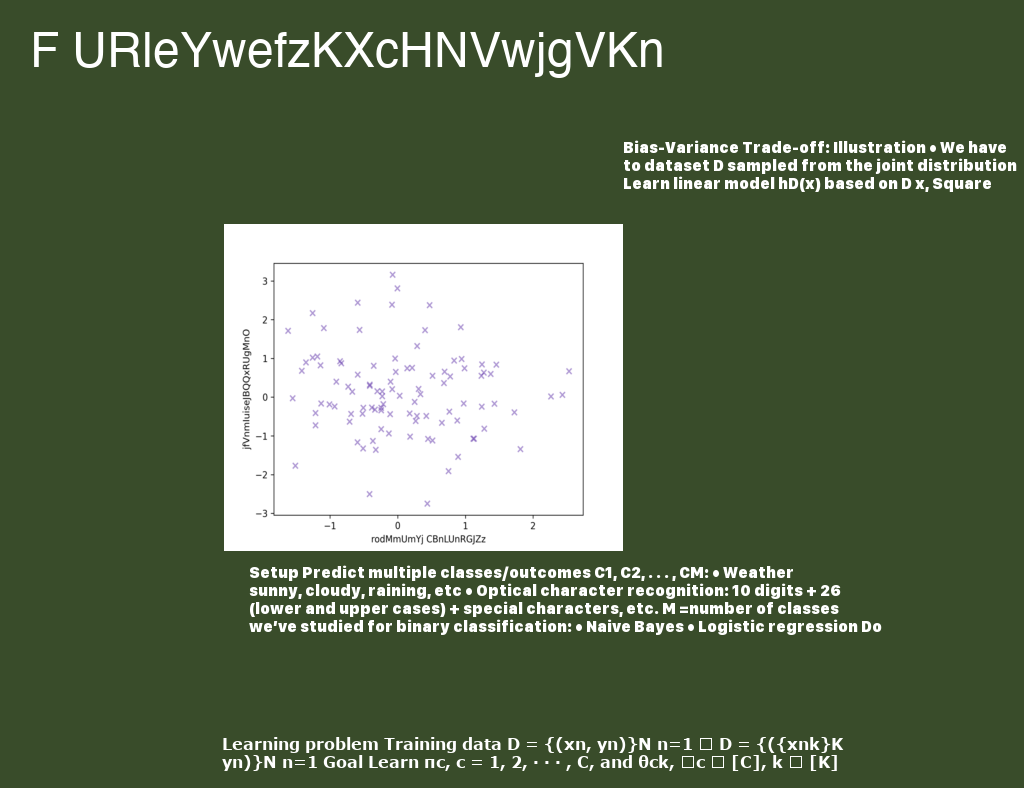 F URleYwefzKXcHNVwjgVKn
Bias-Variance Trade-off: Illustration • We have
to dataset D sampled from the joint distribution
Learn linear model hD(x) based on D x, Square
3
2
1
0
−1
−2
−3
jfVnmIuiseJBQQxRUgMnO
−1 0 1 2
rodMmUmYj CBnLUnRGJZz
Setup Predict multiple classes/outcomes C1, C2, . . . , CM: • Weather
sunny, cloudy, raining, etc • Optical character recognition: 10 digits + 26
(lower and upper cases) + special characters, etc. M =number of classes
we’ve studied for binary classification: • Naive Bayes • Logistic regression Do
Learning problem Training data D = {(xn, yn)}N n=1 □ D = {({xnk}K
yn)}N n=1 Goal Learn πc, c = 1, 2, · · · , C, and θck, □c □ [C], k □ [K]